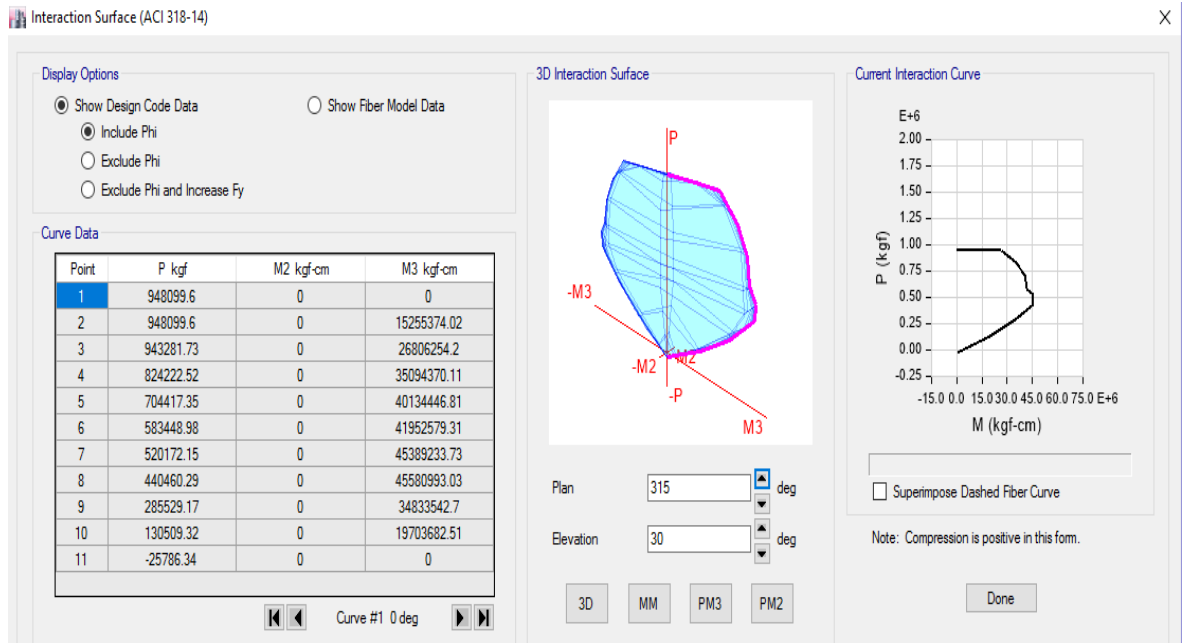 Interaction Surface (ACI 318-14)
X
Display Options
Show Design Code Data
Show Fiber Model Data
Include Phi
Exclude Phi
Exclude Phi and Increase Fy
Curve Data
Point P kgf M2 kgf-cm M3 kgf-cm
1 948099.6 0 0
2 948099.6 0 15255374.02
3 943281.73 0 26806254.2
4 824222.52 0 35094370.11
5 704417.35 0 40134446.81
6 583448.98 0 41952579.31
7 520172.15 0 45389233.73
8 440460.29 0 45580993.03
9 285529.17 0 34833542.7
10 130509.32 0 19703682.51
11 -25786.34 0 0
Curve #1 0 deg
3D Interaction Surface
P
-M3
-M2
M2
-P
M3
Plan 315 deg
Elevation 30 deg
3D MM PM3 PM2
Current Interaction Curve
E+6
2.00
1.75
1.50
1.25
1.00
0.75
0.50
0.25
0.00
-0.25
P (kgf)
-15.0 0.0 15.0 30.0 45.0 60.0 75.0 E+6
M (kgf-cm)
Superimpose Dashed Fiber Curve
Note: Compression is positive in this form.
Done